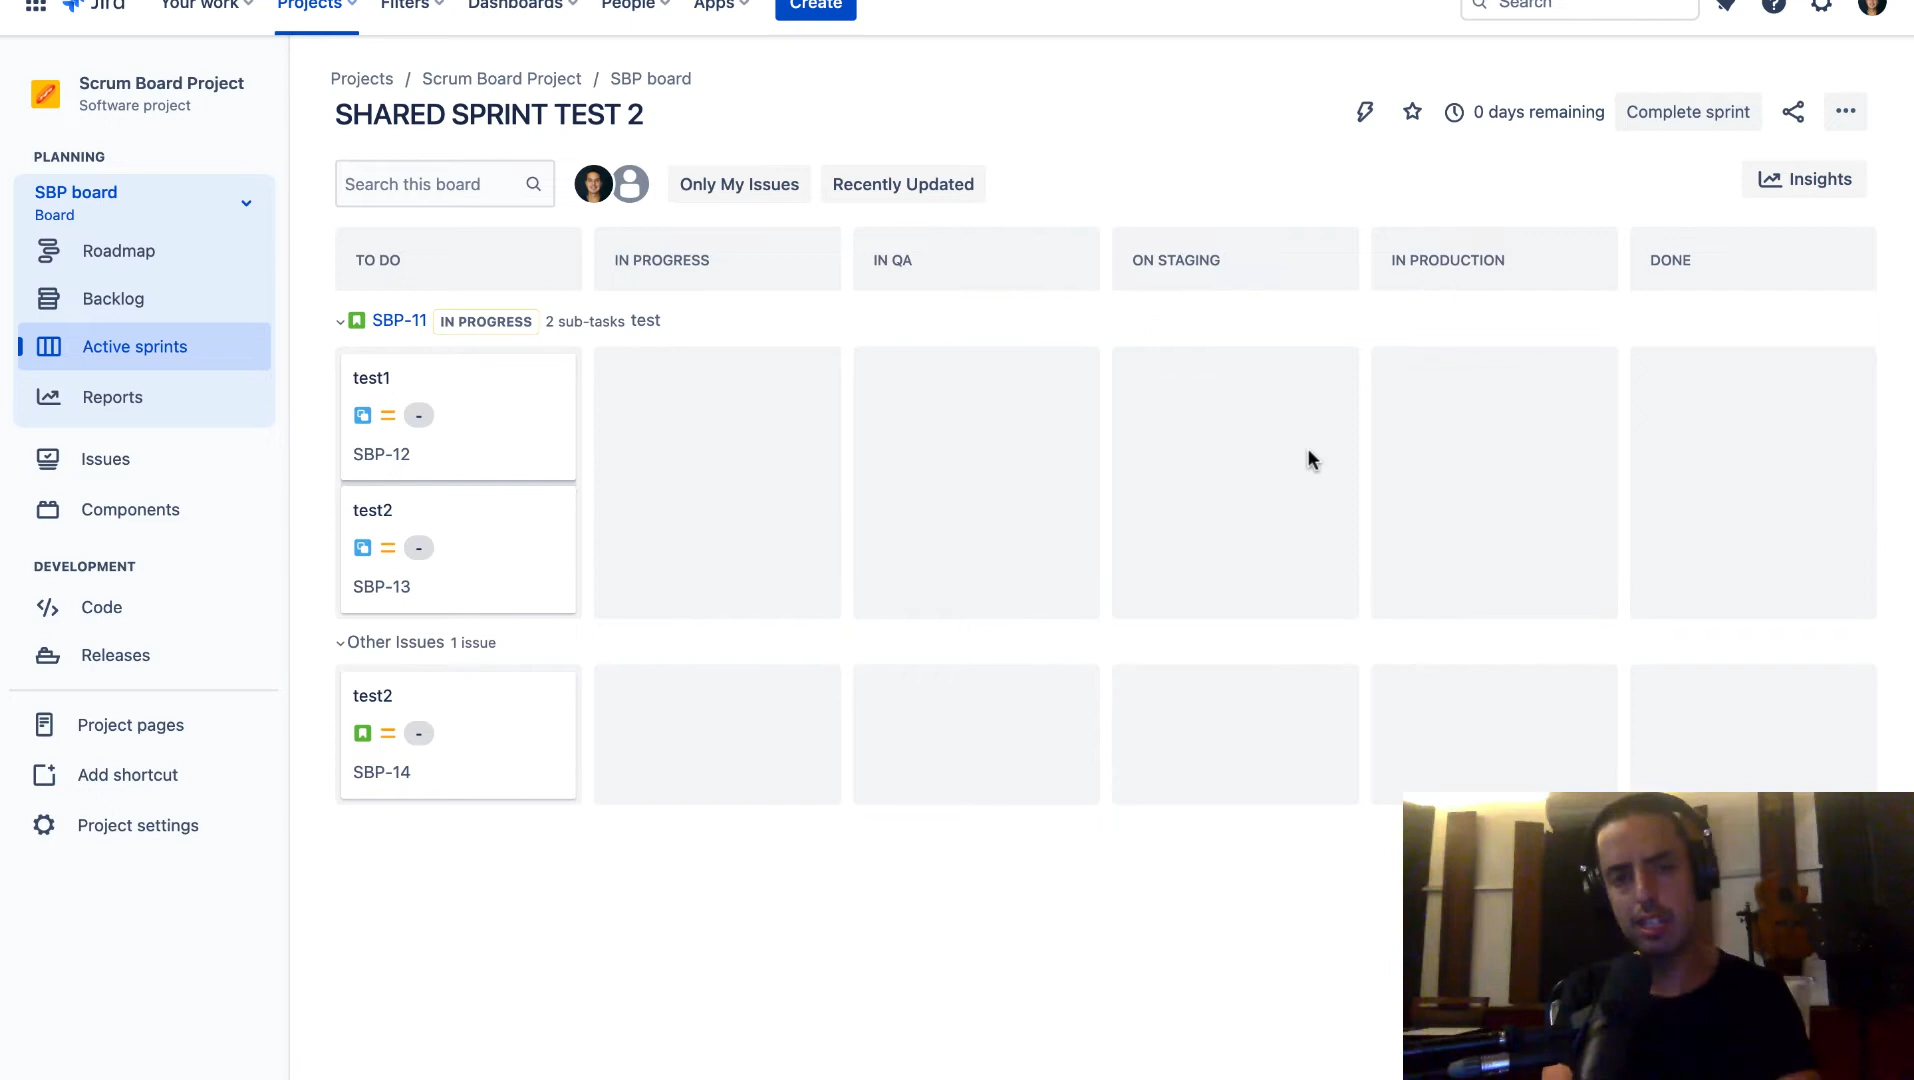 Jira Your work Projects Filters Dashboards People Apps Create Search
Scrum Board Project
Software project
PLANNING
SBP board
Board
Roadmap
Backlog
Active sprints
Reports
Issues
Components
DEVELOPMENT
Code
Releases
Project pages
Add shortcut
Project settings
Projects / Scrum Board Project / SBP board
SHARED SPRINT TEST 2
0 days remaining Complete sprint
Search this board Only My Issues Recently Updated Insights
TO DO IN PROGRESS IN QA ON STAGING IN PRODUCTION DONE
SBP-11 IN PROGRESS 2 sub-tasks test
test1
-
SBP-12
test2
-
SBP-13
Other Issues 1 issue
test2
-
SBP-14